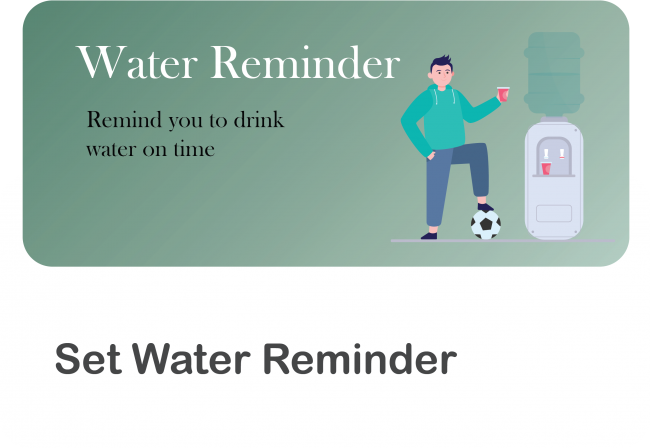 Water Reminder
Remind you to drink
water on time
Set Water Reminder